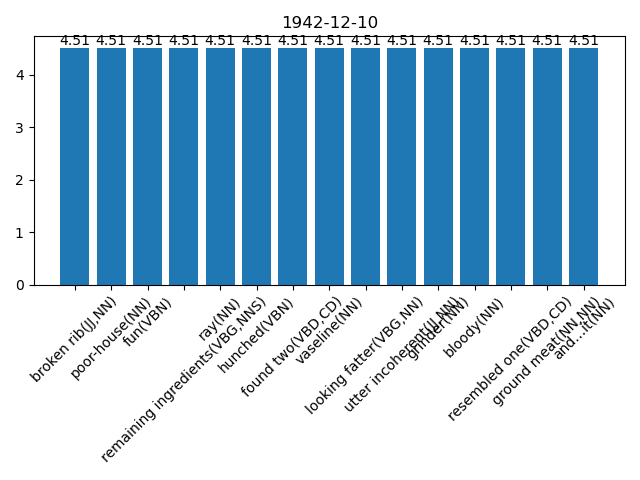 1942-12-10
4.51 4.51 4.51 4.51 4.51 4.51 4.51 4.51 4.51 4.51 4.51 4.51 4.51 4.51 4.51
4
3
2
1
0
broken rib(JJ,NN)
poor-house(NN)
fun(VBN)
ray(NN)
remaining ingredients(VBG,NNS)
hunched(VBN)
found two(VBD,CD)
vaseline(NN)
looking fatter(VBG,NN)
utter incoherent(JJ,NN)
grinder(NN)
bloody(NN)
resembled one(VBD,CD)
ground meat(NN,NN)
and...it(NN)